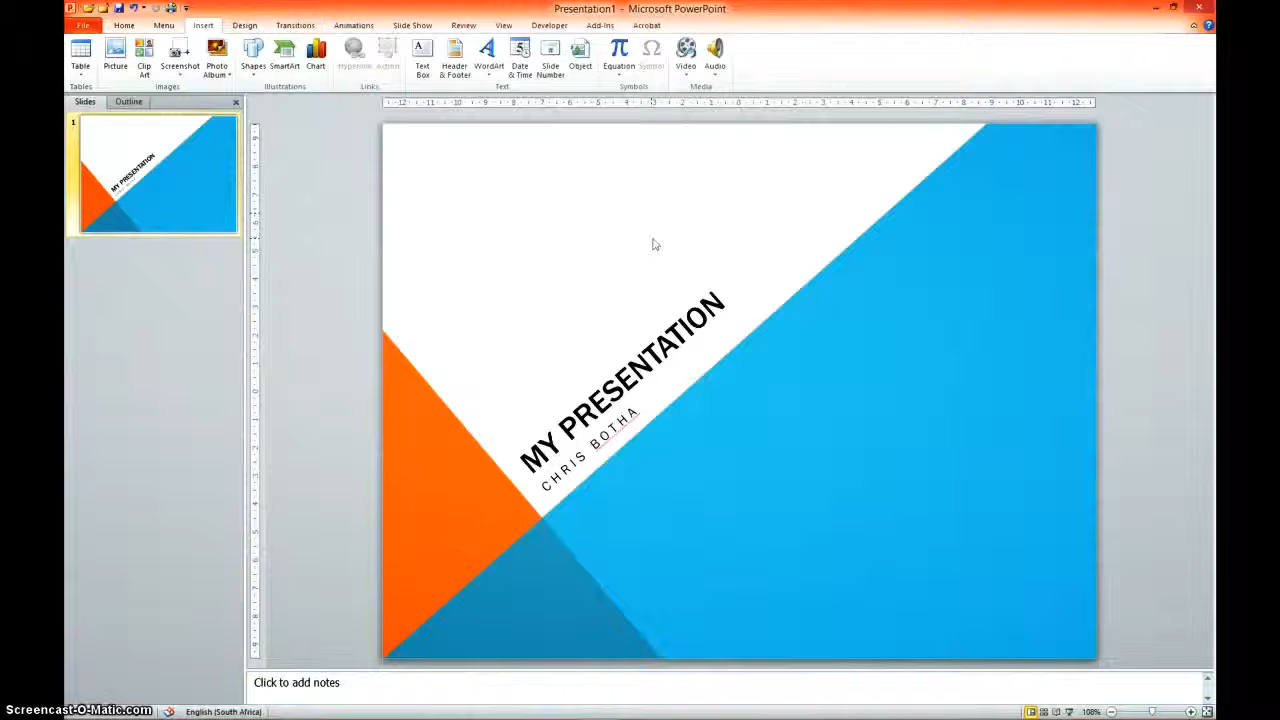 Presentation1 - Microsoft PowerPoint
File Home Menu Insert Design Transitions Animations Slide Show Review View Developer Add-Ins Acrobat
Table Picture Clip Art Screenshot Photo Album Shapes SmartArt Chart Hyperlink Action Text Box Header & Footer WordArt Date & Time Slide Number Object Equation Symbol Video Audio
Tables Images Illustrations Links Text Symbols Media
Slides Outline
1
MY PRESENTATION
MY PRESENTATION
CHRIS BOTHA
Click to add notes
Screencast-O-Matic.com
English (South Africa)
108%